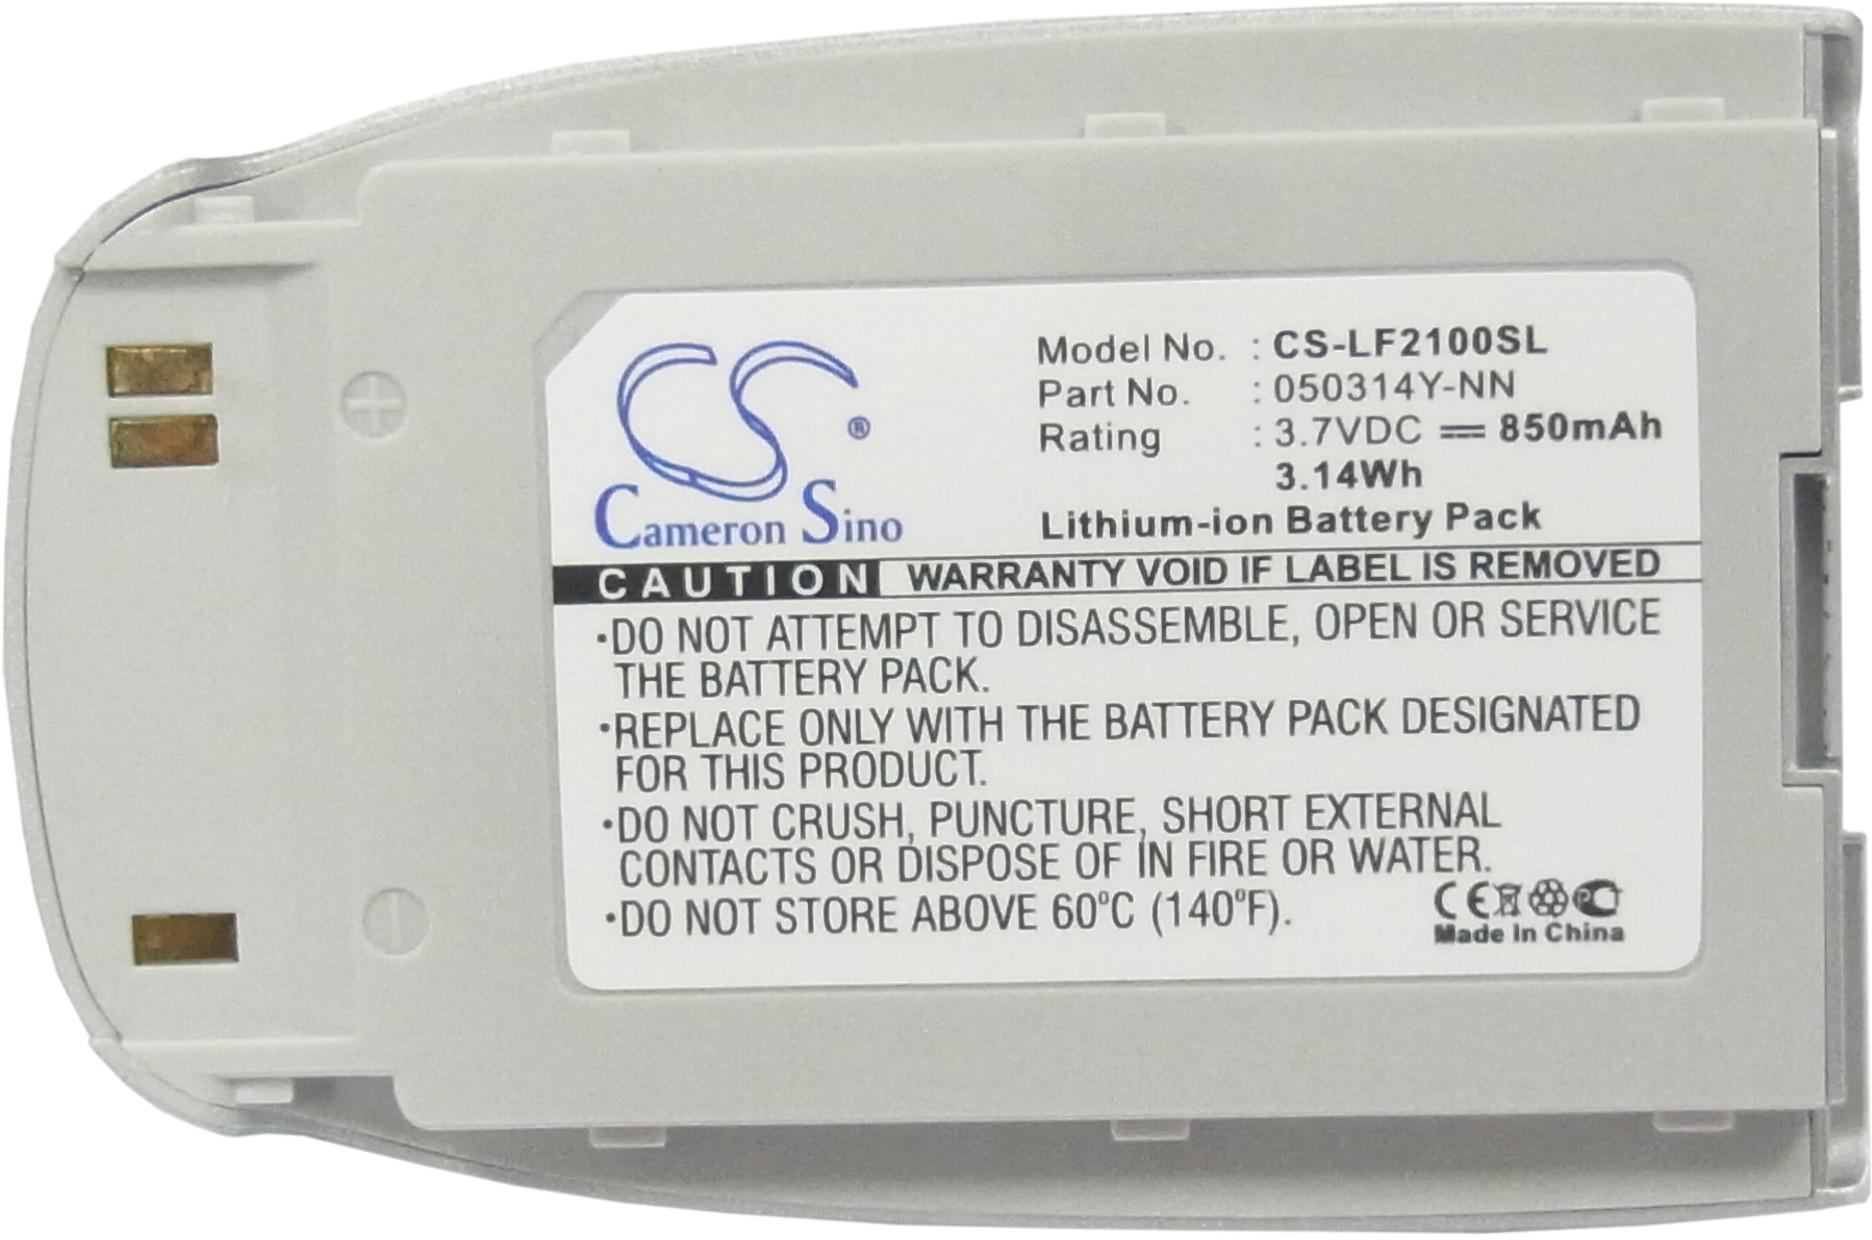 CS®
Cameron Sino
Model No. : CS-LF2100SL
Part No. : 050314Y-NN
Rating : 3.7VDC ⎓ 850mAh
3.14Wh
Lithium-ion Battery Pack
CAUTION WARRANTY VOID IF LABEL IS REMOVED
•DO NOT ATTEMPT TO DISASSEMBLE, OPEN OR SERVICE
THE BATTERY PACK.
•REPLACE ONLY WITH THE BATTERY PACK DESIGNATED
FOR THIS PRODUCT.
•DO NOT CRUSH, PUNCTURE, SHORT EXTERNAL
CONTACTS OR DISPOSE OF IN FIRE OR WATER.
•DO NOT STORE ABOVE 60°C (140°F).
CE
Made In China
+
-